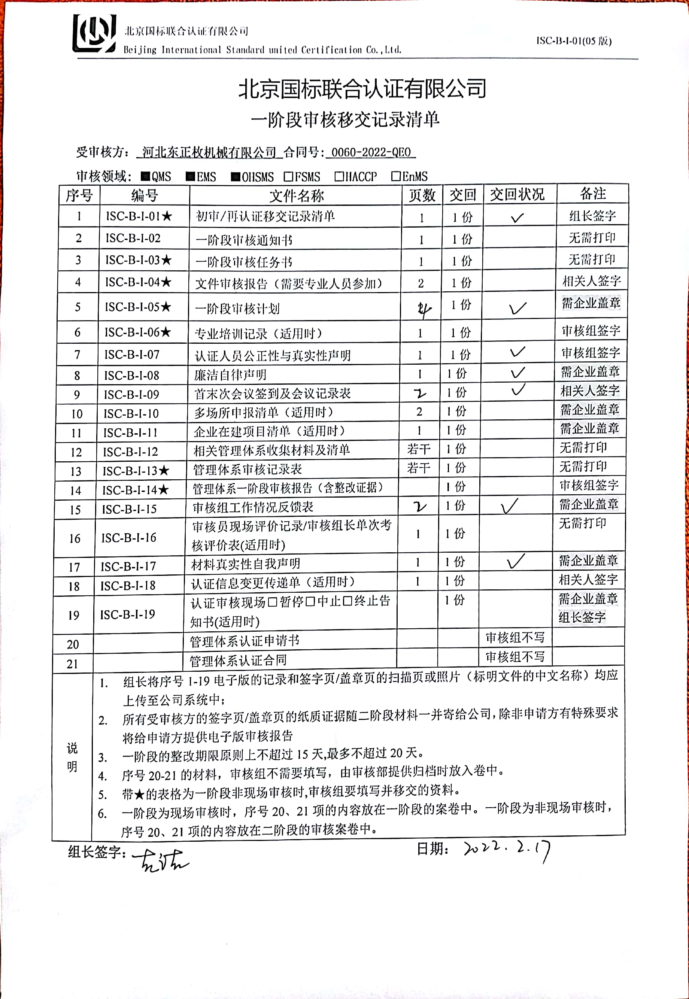 北京国标联合认证有限公司
ISC-B-I-01(05 版)
Beijing International Standard united Certification Co.,Ltd.
北京国标联合认证有限公司
一阶段审核移交记录清单
受审核方: 河北东正枚机械有限公司 合同号: 0060-2022-QEO
审核领域: ■QMS ■EMS ■OHSMS □FSMS □HACCP □EnMS
序号 编号 文件名称 页数 交回 交回状况 备注
1 ISC-B-I-01★ 初审/再认证移交记录清单 1 1 份 ✓ 组长签字
2 ISC-B-I-02 一阶段审核通知书 1 1 份 无需打印
3 ISC-B-I-03★ 一阶段审核任务书 1 1 份 无需打印
4 ISC-B-I-04★ 文件审核报告（需要专业人员参加） 2 1 份 相关人签字
5 ISC-B-I-05★ 一阶段审核计划 1 份 ✓ 需企业盖章
6 ISC-B-I-06★ 专业培训记录（适用时） 1 1 份 审核组签字
7 ISC-B-I-07 认证人员公正性与真实性声明 1 1 份 ✓ 审核组签字
8 ISC-B-I-08 廉洁自律声明 1 1 份 ✓ 需企业盖章
9 ISC-B-I-09 首末次会议签到及会议记录表 2 1 份 ✓ 相关人签字
10 ISC-B-I-10 多场所申报清单（适用时） 2 1 份 需企业盖章
11 ISC-B-I-11 企业在建项目清单（适用时） 1 1 份 需企业盖章
12 ISC-B-I-12 相关管理体系收集材料及清单 若干 1 份 无需打印
13 ISC-B-I-13★ 管理体系审核记录表 若干 1 份 无需打印
14 ISC-B-I-14★ 管理体系一阶段审核报告（含整改证据） 1 份 审核组签字
15 ISC-B-I-15 审核组工作情况反馈表 2 1 份 ✓ 需企业盖章
16 ISC-B-I-16 审核员现场评价记录/审核组长单次考 1 1 份 无需打印
核评价表(适用时)
17 ISC-B-I-17 材料真实性自我声明 1 1 份 ✓ 需企业盖章
18 ISC-B-I-18 认证信息变更传递单（适用时） 1 1 份 相关人签字
19 ISC-B-I-19 认证审核现场□暂停□中止□终止告 1 份 需企业盖章
知书(适用时) 组长签字
20 管理体系认证申请书 审核组不写
21 管理体系认证合同 审核组不写
说明
1. 组长将序号 1-19 电子版的记录和签字页/盖章页的扫描页或照片（标明文件的中文名称）均应
上传至公司系统中;
2. 所有受审核方的签字页/盖章页的纸质证据随二阶段材料一并寄给公司,除非申请方有特殊要求
将给申请方提供电子版审核报告
3. 一阶段的整改期限原则上不超过 15 天,最多不超过 20 天。
4. 序号 20-21 的材料，审核组不需要填写，由审核部提供归档时放入卷中。
5. 带★的表格为一阶段非现场审核时,审核组要填写并移交的资料。
6. 一阶段为现场审核时，序号 20、21 项的内容放在一阶段的案卷中。一阶段为非现场审核时，
序号 20、21 项的内容放在二阶段的审核案卷中。
组长签字: 日期: 2022.2.17